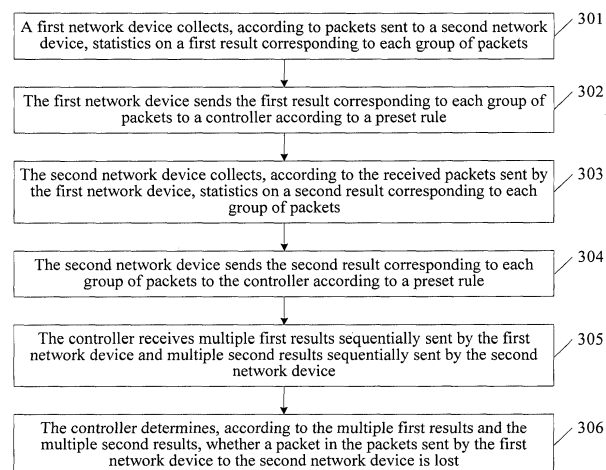 A first network device collects, according to packets sent to a second network
device, statistics on a first result corresponding to each group of packets
301
The first network device sends the first result corresponding to each group of
packets to a controller according to a preset rule
302
The second network device collects, according to the received packets sent by
the first network device, statistics on a second result corresponding to each
group of packets
303
The second network device sends the second result corresponding to each
group of packets to the controller according to a preset rule
304
The controller receives multiple first results sequentially sent by the first
network device and multiple second results sequentially sent by the second
network device
305
The controller determines, according to the multiple first results and the
multiple second results, whether a packet in the packets sent by the first
network device to the second network device is lost
306